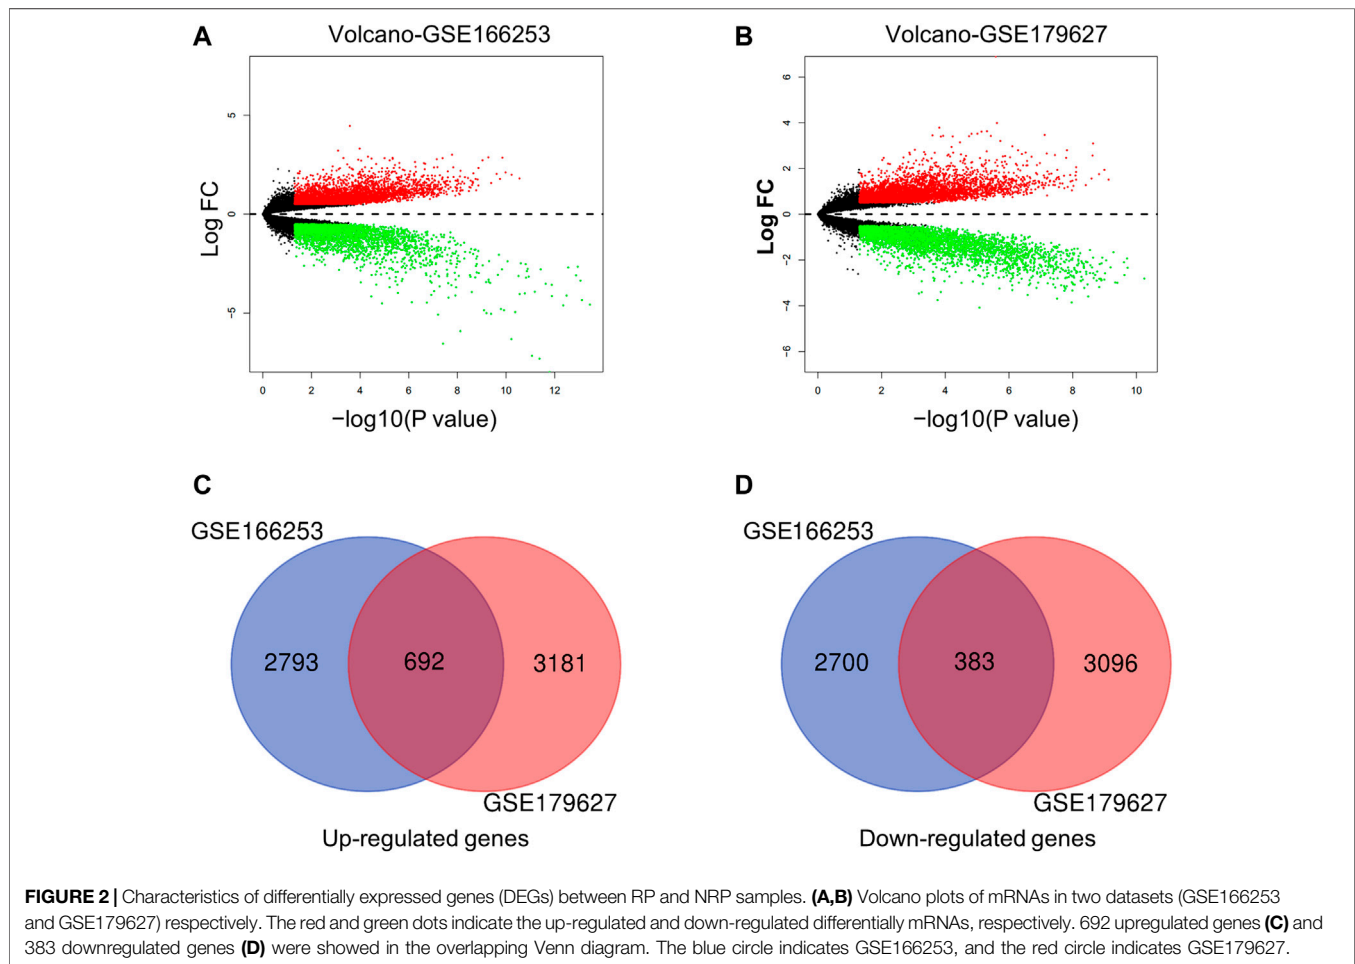 A
Volcano-GSE166253
Log FC
5
0
−5
0 2 4 6 8 10 12
−log10(P value)
B
Volcano-GSE179627
Log FC
6
4
2
0
−2
−4
−6
0 2 4 6 8 10
−log10(P value)
C
GSE166253
2793 692 3181
GSE179627
Up-regulated genes
D
GSE166253
2700 383 3096
GSE179627
Down-regulated genes
FIGURE 2 | Characteristics of differentially expressed genes (DEGs) between RP and NRP samples. (A,B) Volcano plots of mRNAs in two datasets (GSE166253
and GSE179627) respectively. The red and green dots indicate the up-regulated and down-regulated differentially mRNAs, respectively. 692 upregulated genes (C) and
383 downregulated genes (D) were showed in the overlapping Venn diagram. The blue circle indicates GSE166253, and the red circle indicates GSE179627.